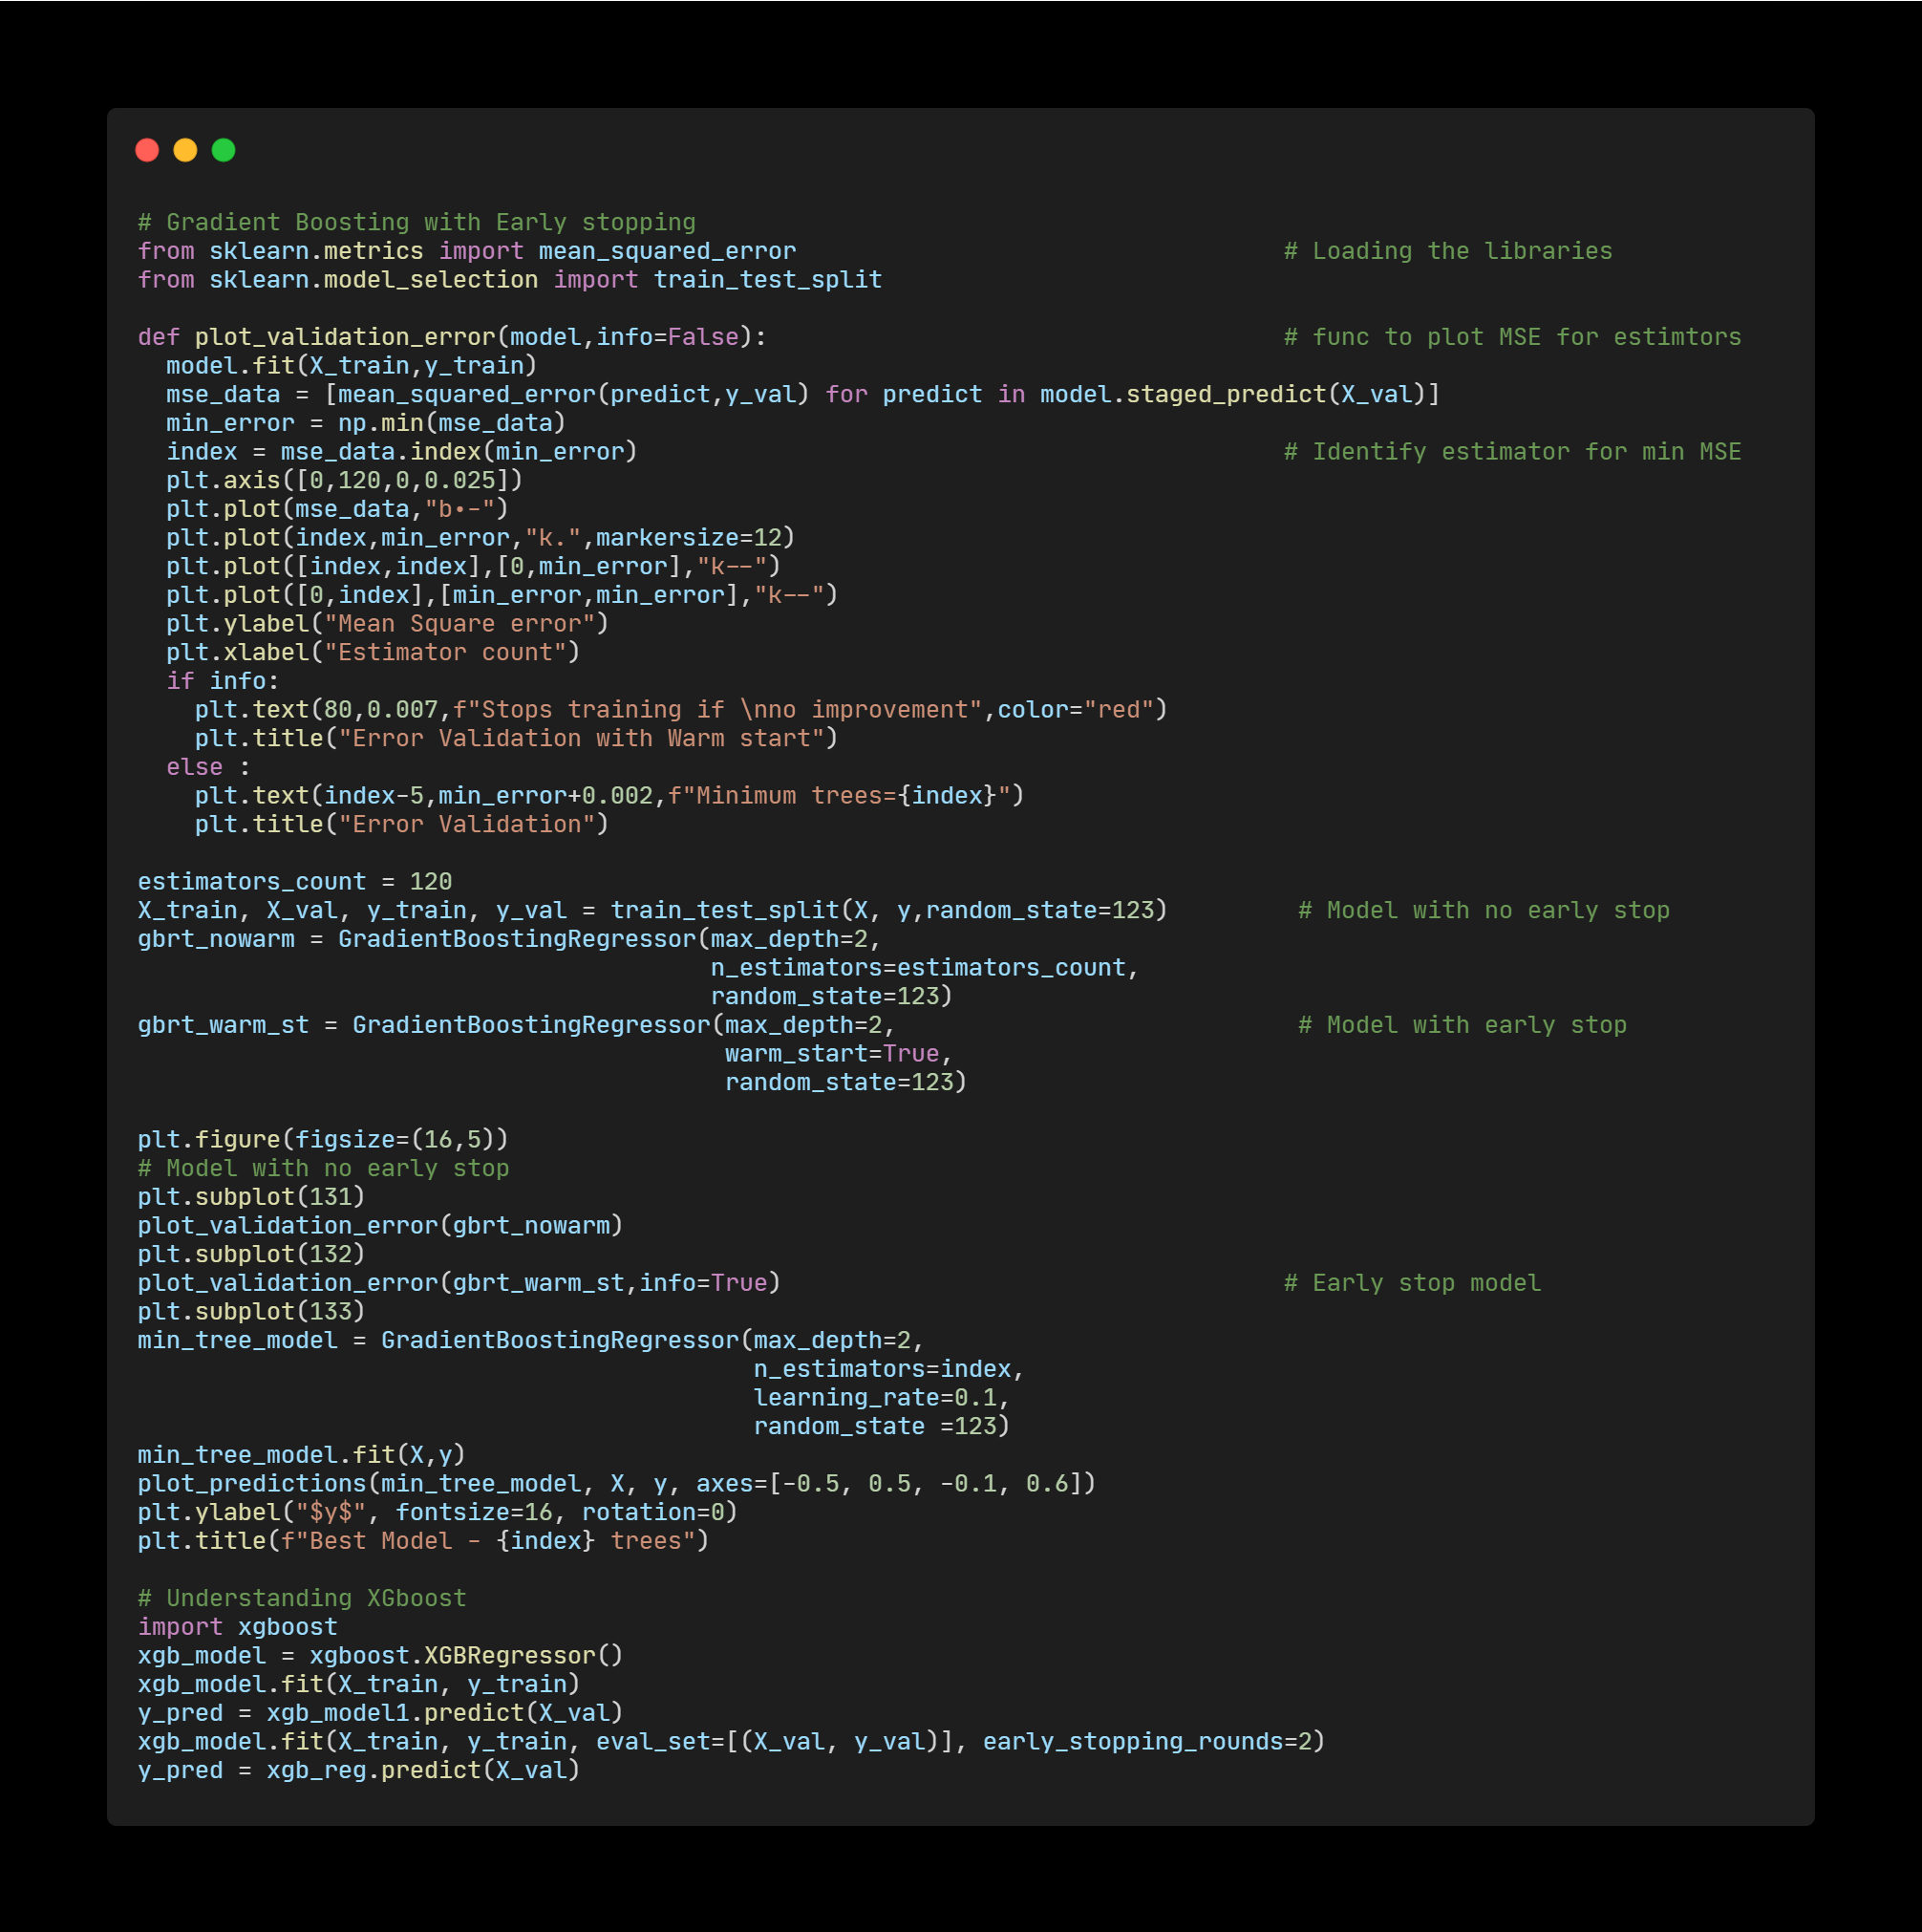 # Gradient Boosting with Early stopping
from sklearn.metrics import mean_squared_error                                  # Loading the libraries
from sklearn.model_selection import train_test_split

def plot_validation_error(model,info=False):                                    # func to plot MSE for estimtors
  model.fit(X_train,y_train)
  mse_data = [mean_squared_error(predict,y_val) for predict in model.staged_predict(X_val)]
  min_error = np.min(mse_data)
  index = mse_data.index(min_error)                                             # Identify estimator for min MSE
  plt.axis([0,120,0,0.025])
  plt.plot(mse_data,"b•-")
  plt.plot(index,min_error,"k.",markersize=12)
  plt.plot([index,index],[0,min_error],"k--")
  plt.plot([0,index],[min_error,min_error],"k--")
  plt.ylabel("Mean Square error")
  plt.xlabel("Estimator count")
  if info:
    plt.text(80,0.007,f"Stops training if \nno improvement",color="red")
    plt.title("Error Validation with Warm start")
  else :
    plt.text(index-5,min_error+0.002,f"Minimum trees={index}")
    plt.title("Error Validation")

estimators_count = 120
X_train, X_val, y_train, y_val = train_test_split(X, y,random_state=123)         # Model with no early stop
gbrt_nowarm = GradientBoostingRegressor(max_depth=2,
                                        n_estimators=estimators_count,
                                        random_state=123)
gbrt_warm_st = GradientBoostingRegressor(max_depth=2,                            # Model with early stop
                                         warm_start=True,
                                         random_state=123)

plt.figure(figsize=(16,5))
# Model with no early stop
plt.subplot(131)
plot_validation_error(gbrt_nowarm)
plt.subplot(132)
plot_validation_error(gbrt_warm_st,info=True)                                   # Early stop model
plt.subplot(133)
min_tree_model = GradientBoostingRegressor(max_depth=2,
                                           n_estimators=index,
                                           learning_rate=0.1,
                                           random_state =123)
min_tree_model.fit(X,y)
plot_predictions(min_tree_model, X, y, axes=[-0.5, 0.5, -0.1, 0.6])
plt.ylabel("$y$", fontsize=16, rotation=0)
plt.title(f"Best Model - {index} trees")

# Understanding XGboost
import xgboost
xgb_model = xgboost.XGBRegressor()
xgb_model.fit(X_train, y_train)
y_pred = xgb_model1.predict(X_val)
xgb_model.fit(X_train, y_train, eval_set=[(X_val, y_val)], early_stopping_rounds=2)
y_pred = xgb_reg.predict(X_val)